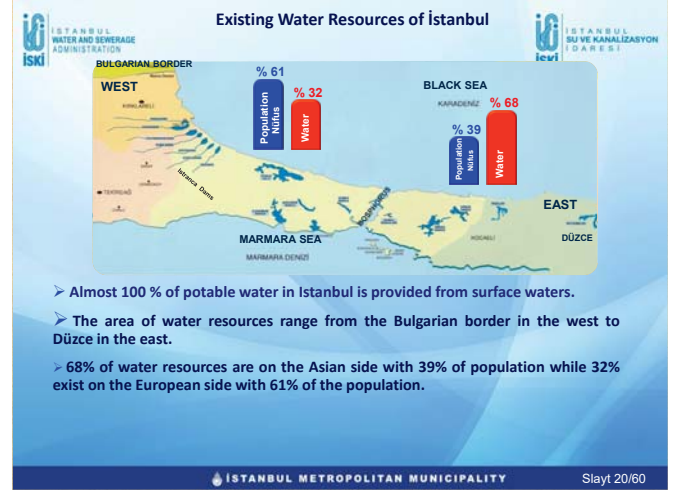 Existing Water Resources of İstanbul
İSKİ
İSTANBUL
WATER AND SEWERAGE
ADMINISTRATION
İSKİ
İSTANBUL
SU VE KANALİZASYON
İDARESİ
BULGARIAN BORDER
WEST
% 61
Population
Nüfus
% 32
Water
BLACK SEA
KARADENİZ
% 39
Population
Nüfus
% 68
Water
KIRKLARELİ
Istranca Dams
TEKİRDAĞ
BOSPHORUS
EAST
KOCAELİ
DÜZCE
MARMARA SEA
MARMARA DENİZİ
➢ Almost 100 % of potable water in Istanbul is provided from surface waters.
➢ The area of water resources range from the Bulgarian border in the west to
Düzce in the east.
➢ 68% of water resources are on the Asian side with 39% of population while 32%
exist on the European side with 61% of the population.
İSTANBUL METROPOLITAN MUNICIPALITY
Slayt 20/60